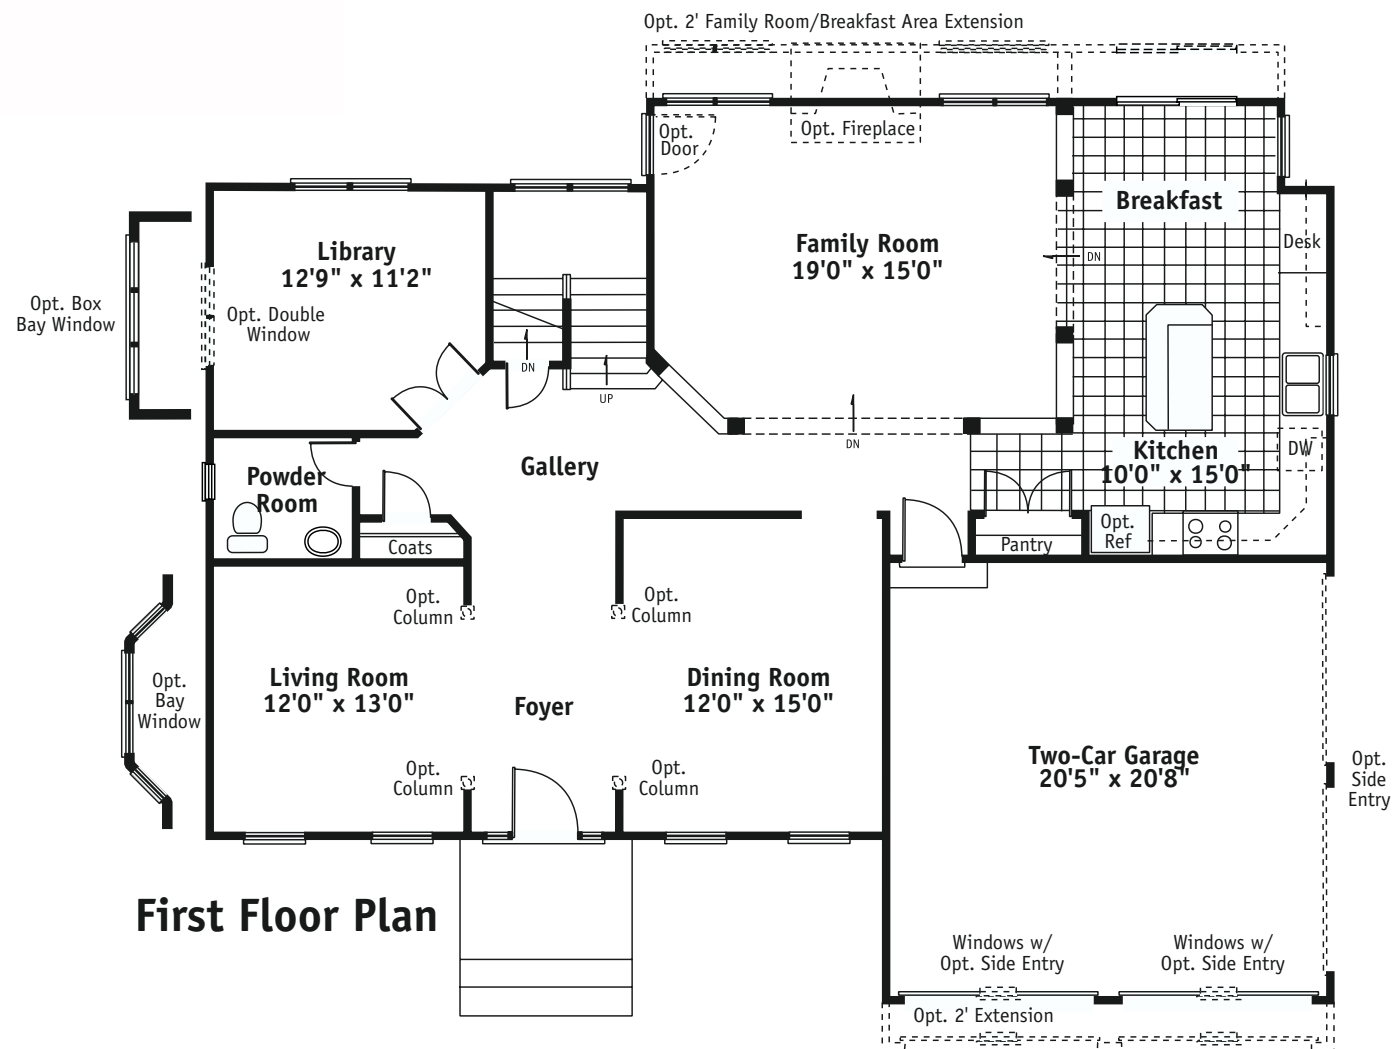 Opt. 2' Family Room/Breakfast Area Extension
Opt.
Door
Opt. Fireplace
Breakfast
Library
12'9" x 11'2"
Family Room
19'0" x 15'0"
DN
Desk
Opt. Box
Bay Window
Opt. Double
Window
DN
UP
DN
Gallery
Powder
Room
Coats
Kitchen
10'0" x 15'0"
DW
Opt.
Ref
Pantry
Opt.
Column
Opt.
Column
Living Room
12'0" x 13'0"
Opt.
Bay
Window
Foyer
Dining Room
12'0" x 15'0"
Two-Car Garage
20'5" x 20'8"
Opt.
Side
Entry
Opt.
Column
Opt.
Column
First Floor Plan
Windows w/
Opt. Side Entry
Windows w/
Opt. Side Entry
Opt. 2' Extension